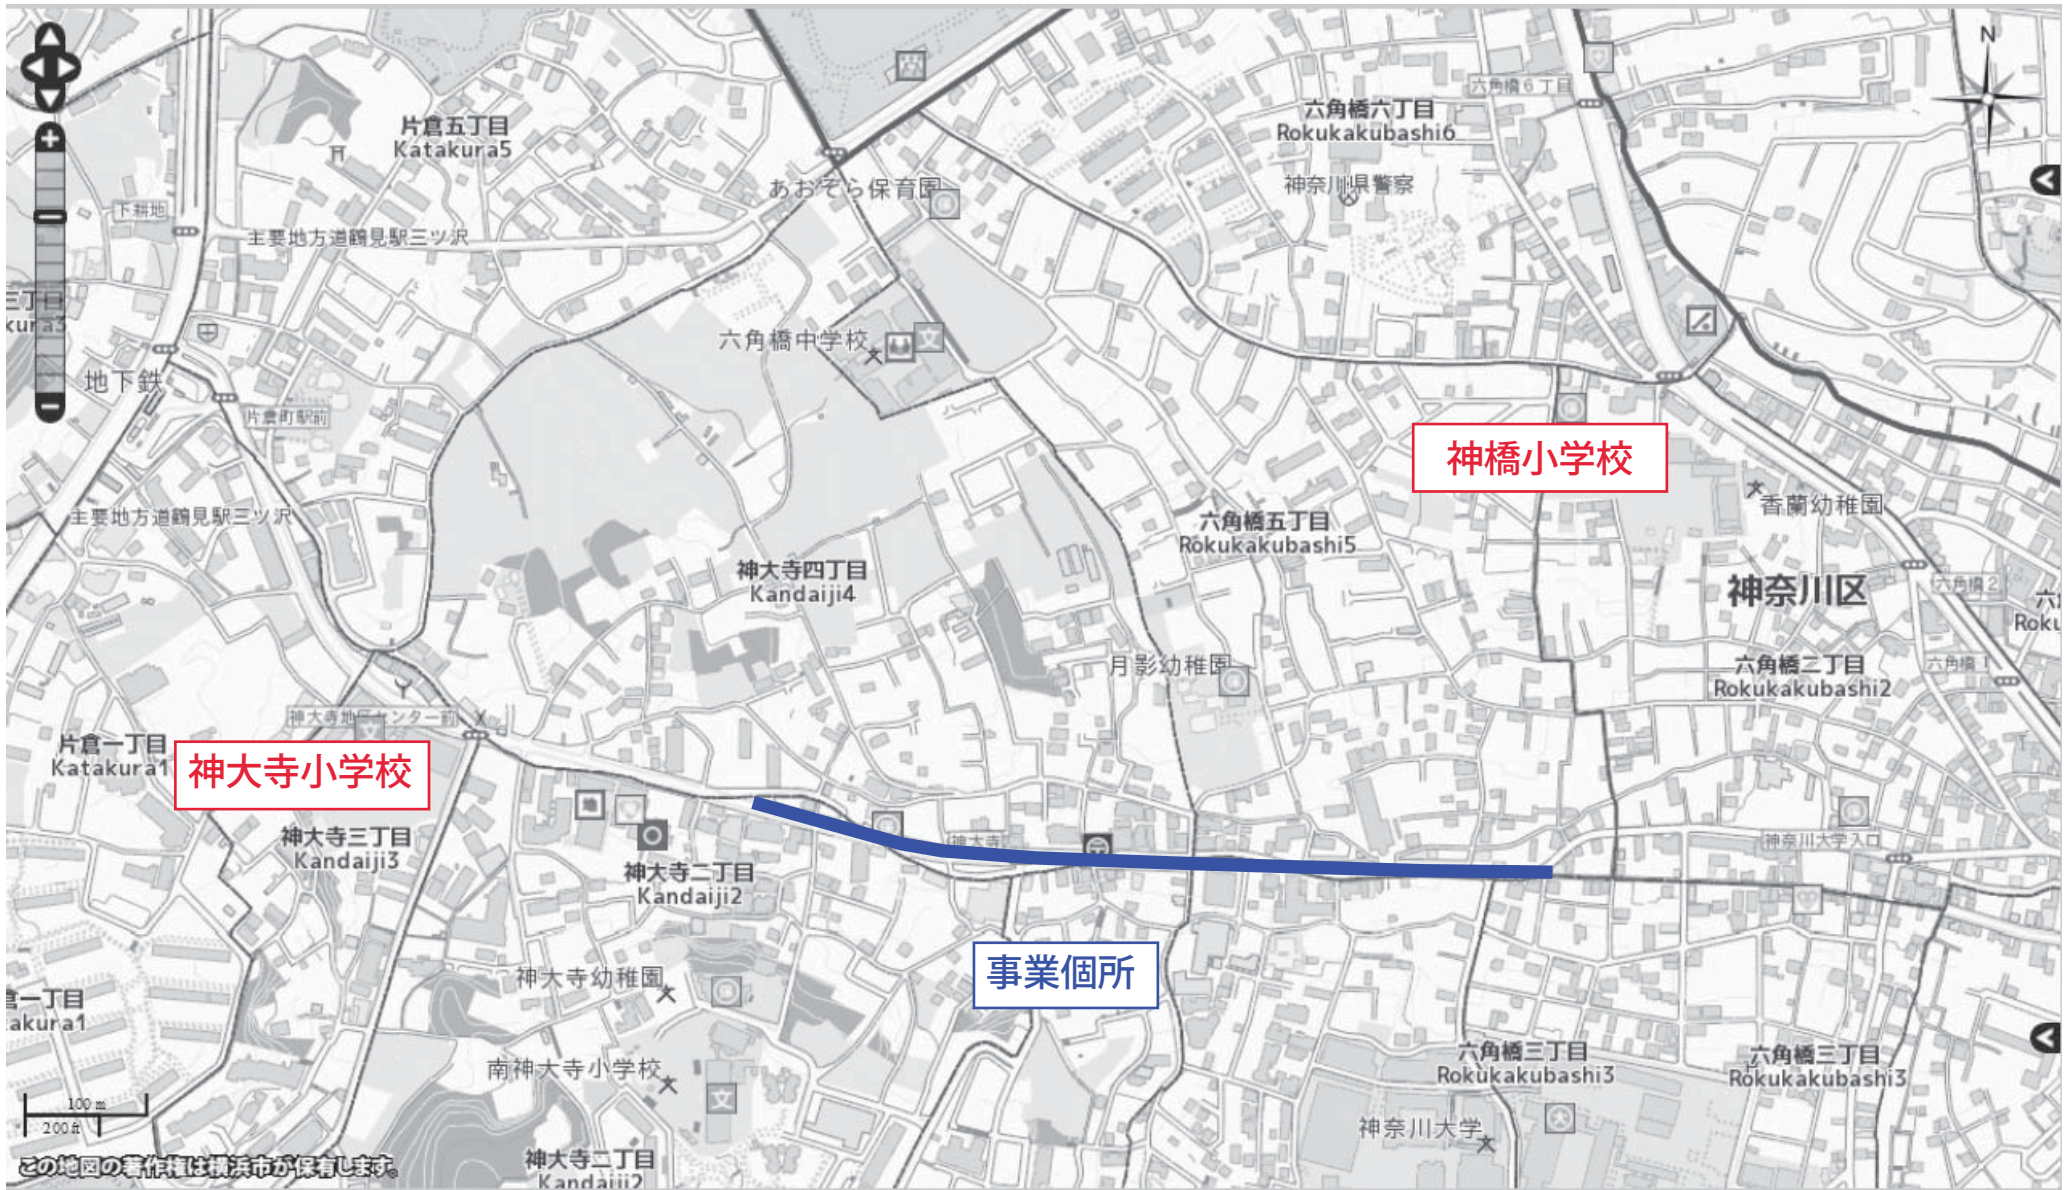 N
六角橋6丁目
片倉五丁目
Katakura5
六角橋六丁目
Rokukakubashi6
神奈川県警察
あおぞら保育園
下耕地
主要地方道鶴見駅三ツ沢
三丁目
kura3
六角橋中学校
地下鉄
片倉町駅前
神橋小学校
香蘭幼稚園
主要地方道鶴見駅三ツ沢
六角橋五丁目
Rokukakubashi5
神大寺四丁目
Kandaiji4
神奈川区
六角橋2
Roku
月影幼稚園
六角橋二丁目
Rokukakubashi2
六角橋1
神大寺地区センター前
片倉一丁目
Katakura1
神大寺小学校
神大寺三丁目
Kandaiji3
神大寺
神奈川大学入口
神大寺二丁目
Kandaiji2
事業個所
神大寺幼稚園
倉一丁目
akura1
南神大寺小学校
六角橋三丁目
Rokukakubashi3
六角橋三丁目
Rokukakubashi3
神奈川大学
100 m
200 ft
神大寺二丁目
Kandaiji2
この地図の著作権は横浜市が保有します。